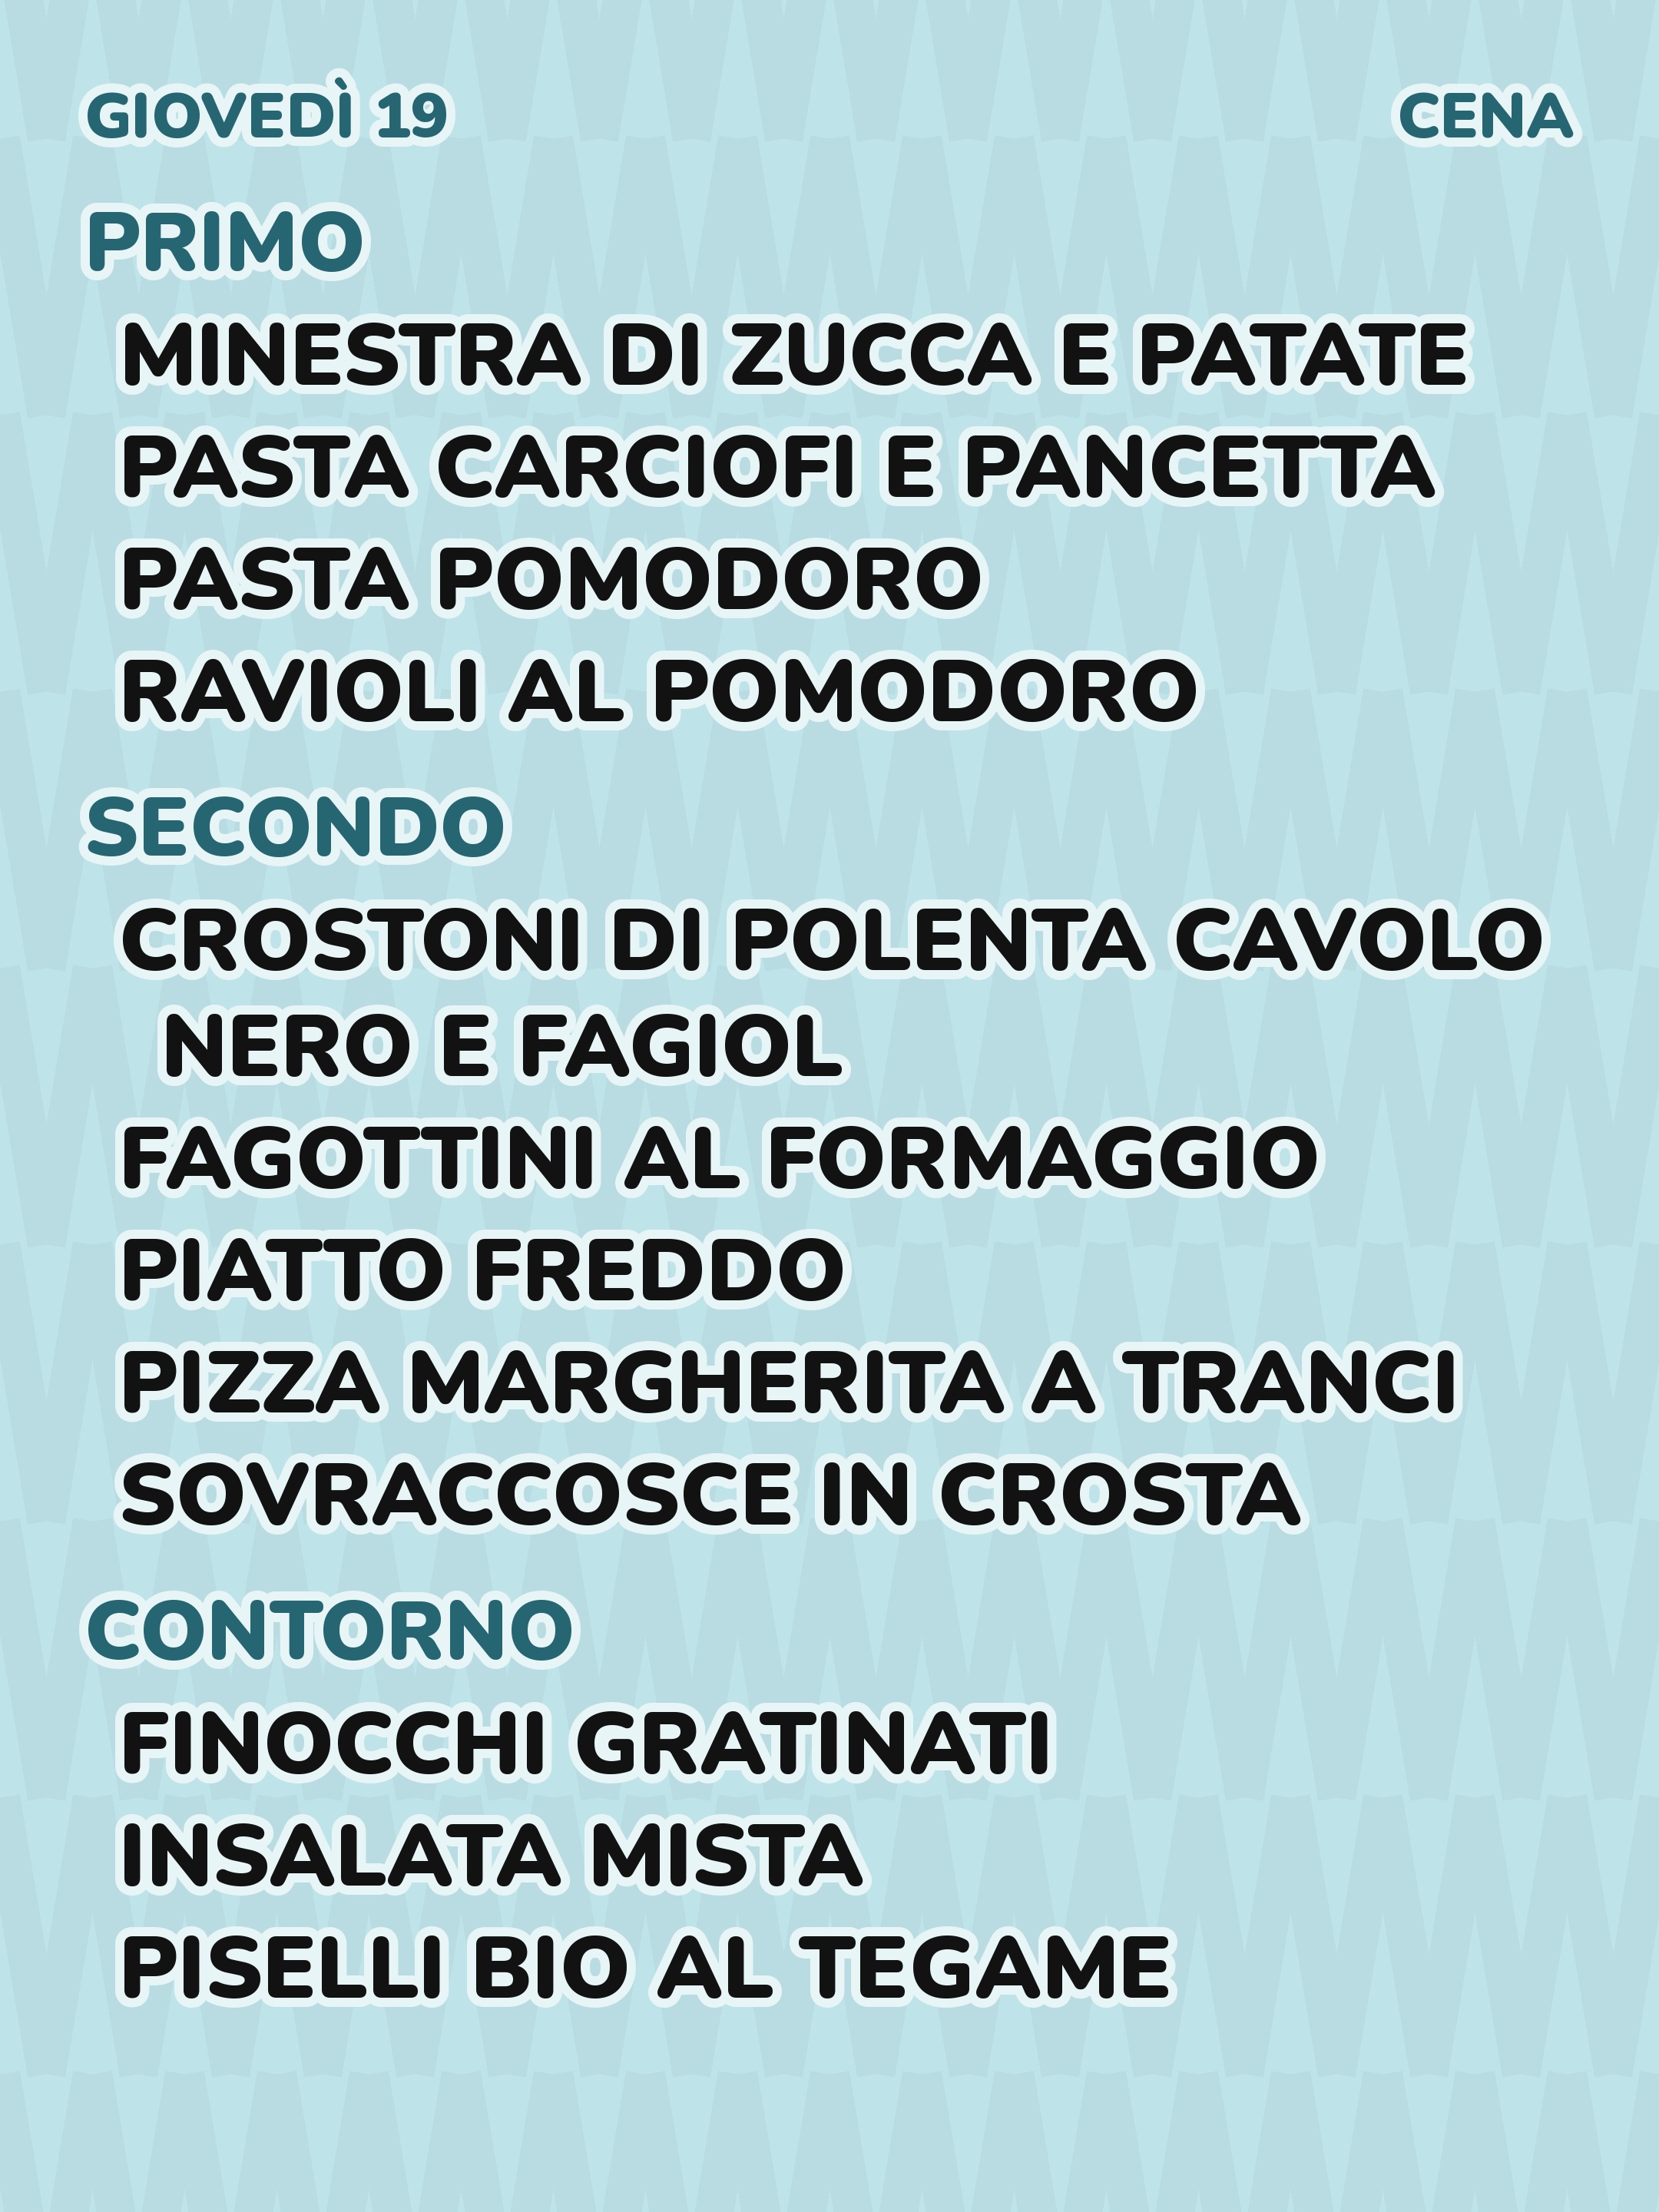 GIOVEDÌ 19 CENA
PRIMO
MINESTRA DI ZUCCA E PATATE
PASTA CARCIOFI E PANCETTA
PASTA POMODORO
RAVIOLI AL POMODORO
SECONDO
CROSTONI DI POLENTA CAVOLO
NERO E FAGIOL
FAGOTTINI AL FORMAGGIO
PIATTO FREDDO
PIZZA MARGHERITA A TRANCI
SOVRACCOSCE IN CROSTA
CONTORNO
FINOCCHI GRATINATI
INSALATA MISTA
PISELLI BIO AL TEGAME